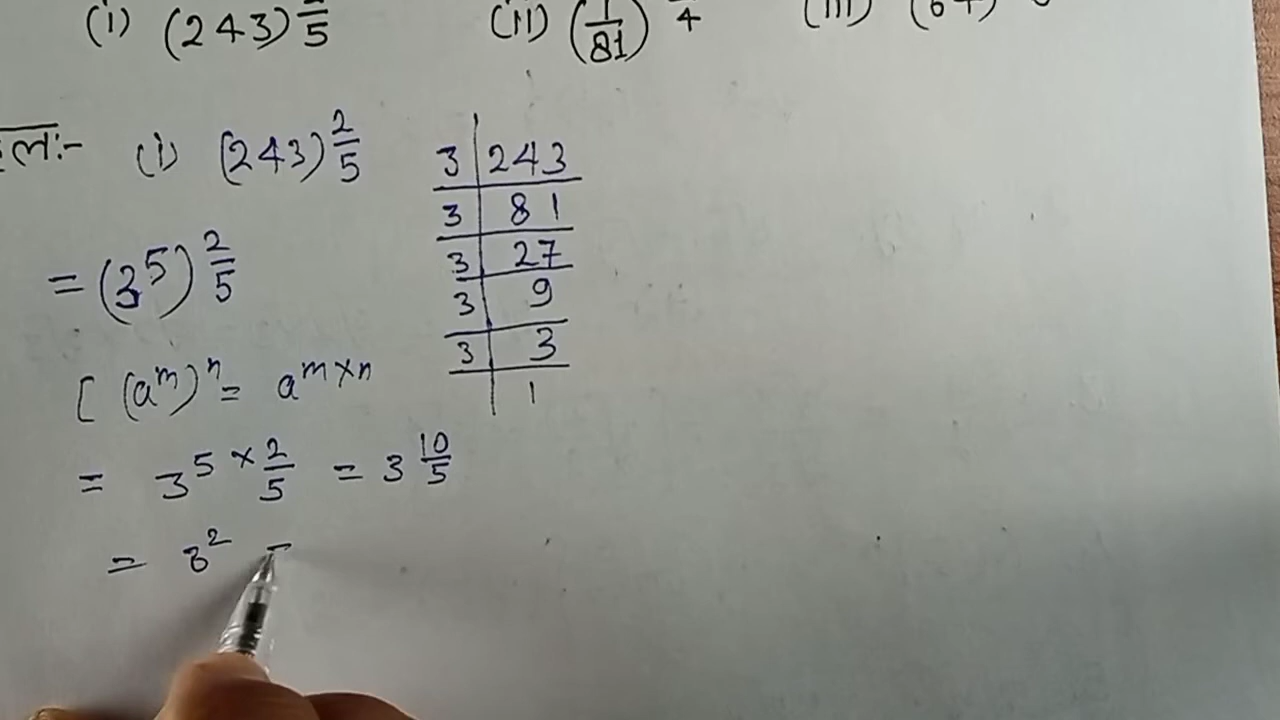 (i) (243)^2/5 (ii) (1/81) 4 (iii) (64)
हल:- (i) (243)^2/5
3 | 243
3 | 81
3 | 27
3 | 9
3 | 3
1
= (3^5)^2/5
[ (a^m)^n = a^m×n
= 3^5×2/5 = 3^10/5
= 3^2 =